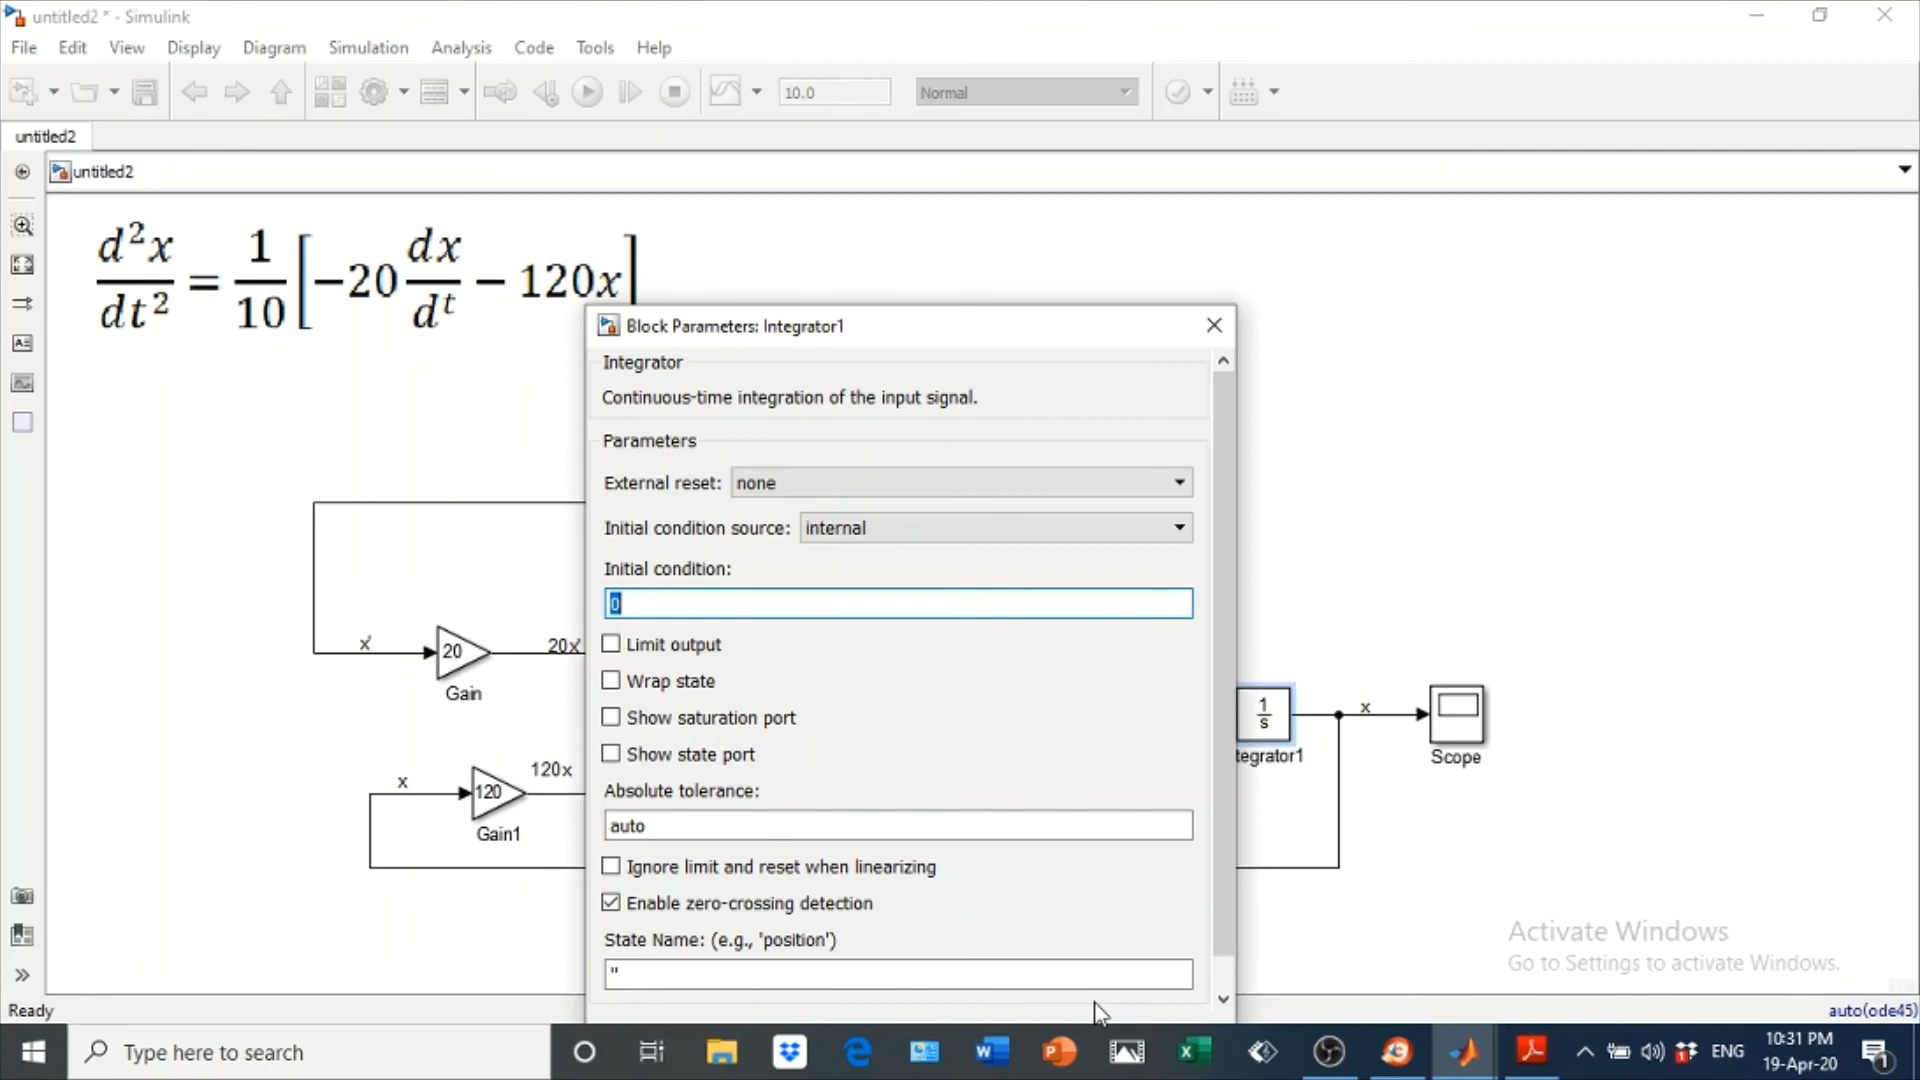 untitled2 * - Simulink
File Edit View Display Diagram Simulation Analysis Code Tools Help
10.0 Normal
untitled2
untitled2
d²x/dt² = 1/10 [−20 dx/dt − 120x]
Block Parameters: Integrator1
Integrator
Continuous-time integration of the input signal.
Parameters
External reset: none
Initial condition source: internal
Initial condition:
0
Limit output
Wrap state
Show saturation port
Show state port
Absolute tolerance:
auto
Ignore limit and reset when linearizing
Enable zero-crossing detection
State Name: (e.g., 'position')
''
x' 20 20x'
Gain
x 120 120x
Gain1
1/s x
tegrator1 Scope
Activate Windows
Go to Settings to activate Windows.
Ready auto(ode45)
Type here to search
ENG
10:31 PM
19-Apr-20
1